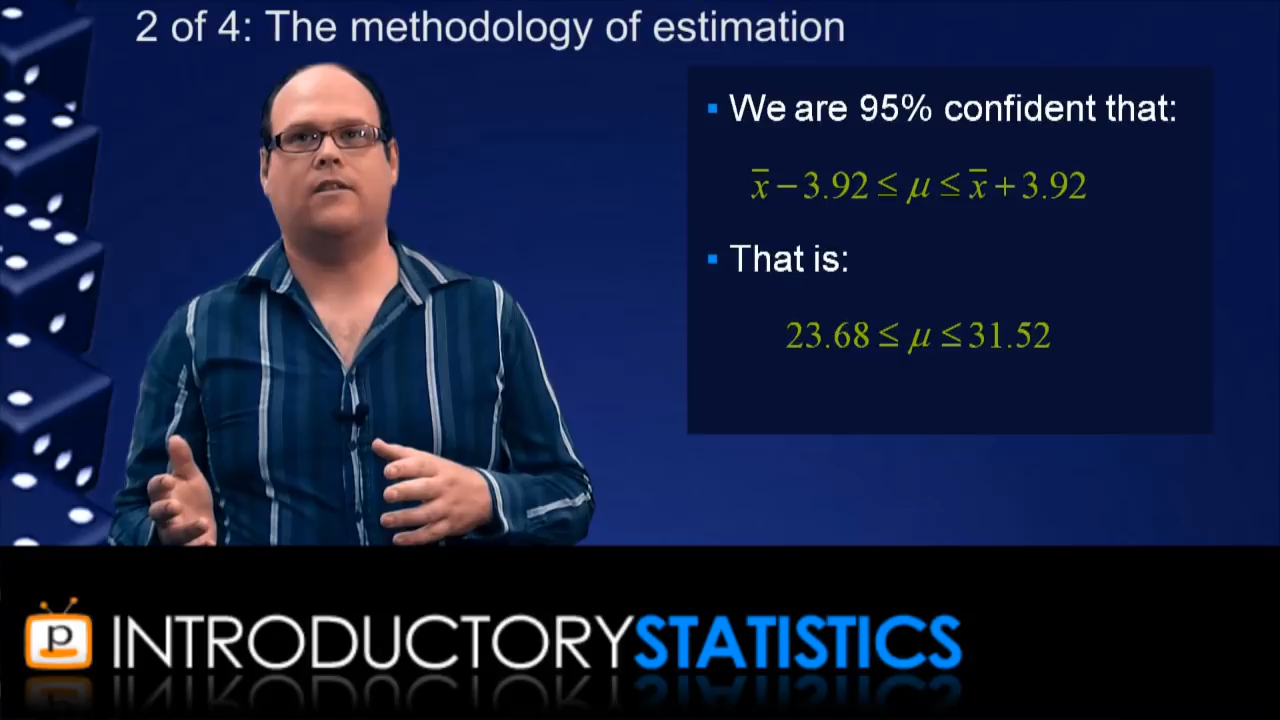 2 of 4: The methodology of estimation
▪ We are 95% confident that:
x̅ − 3.92 ≤ μ ≤ x̅ + 3.92
▪ That is:
23.68 ≤ μ ≤ 31.52
p INTRODUCTORYSTATISTICS